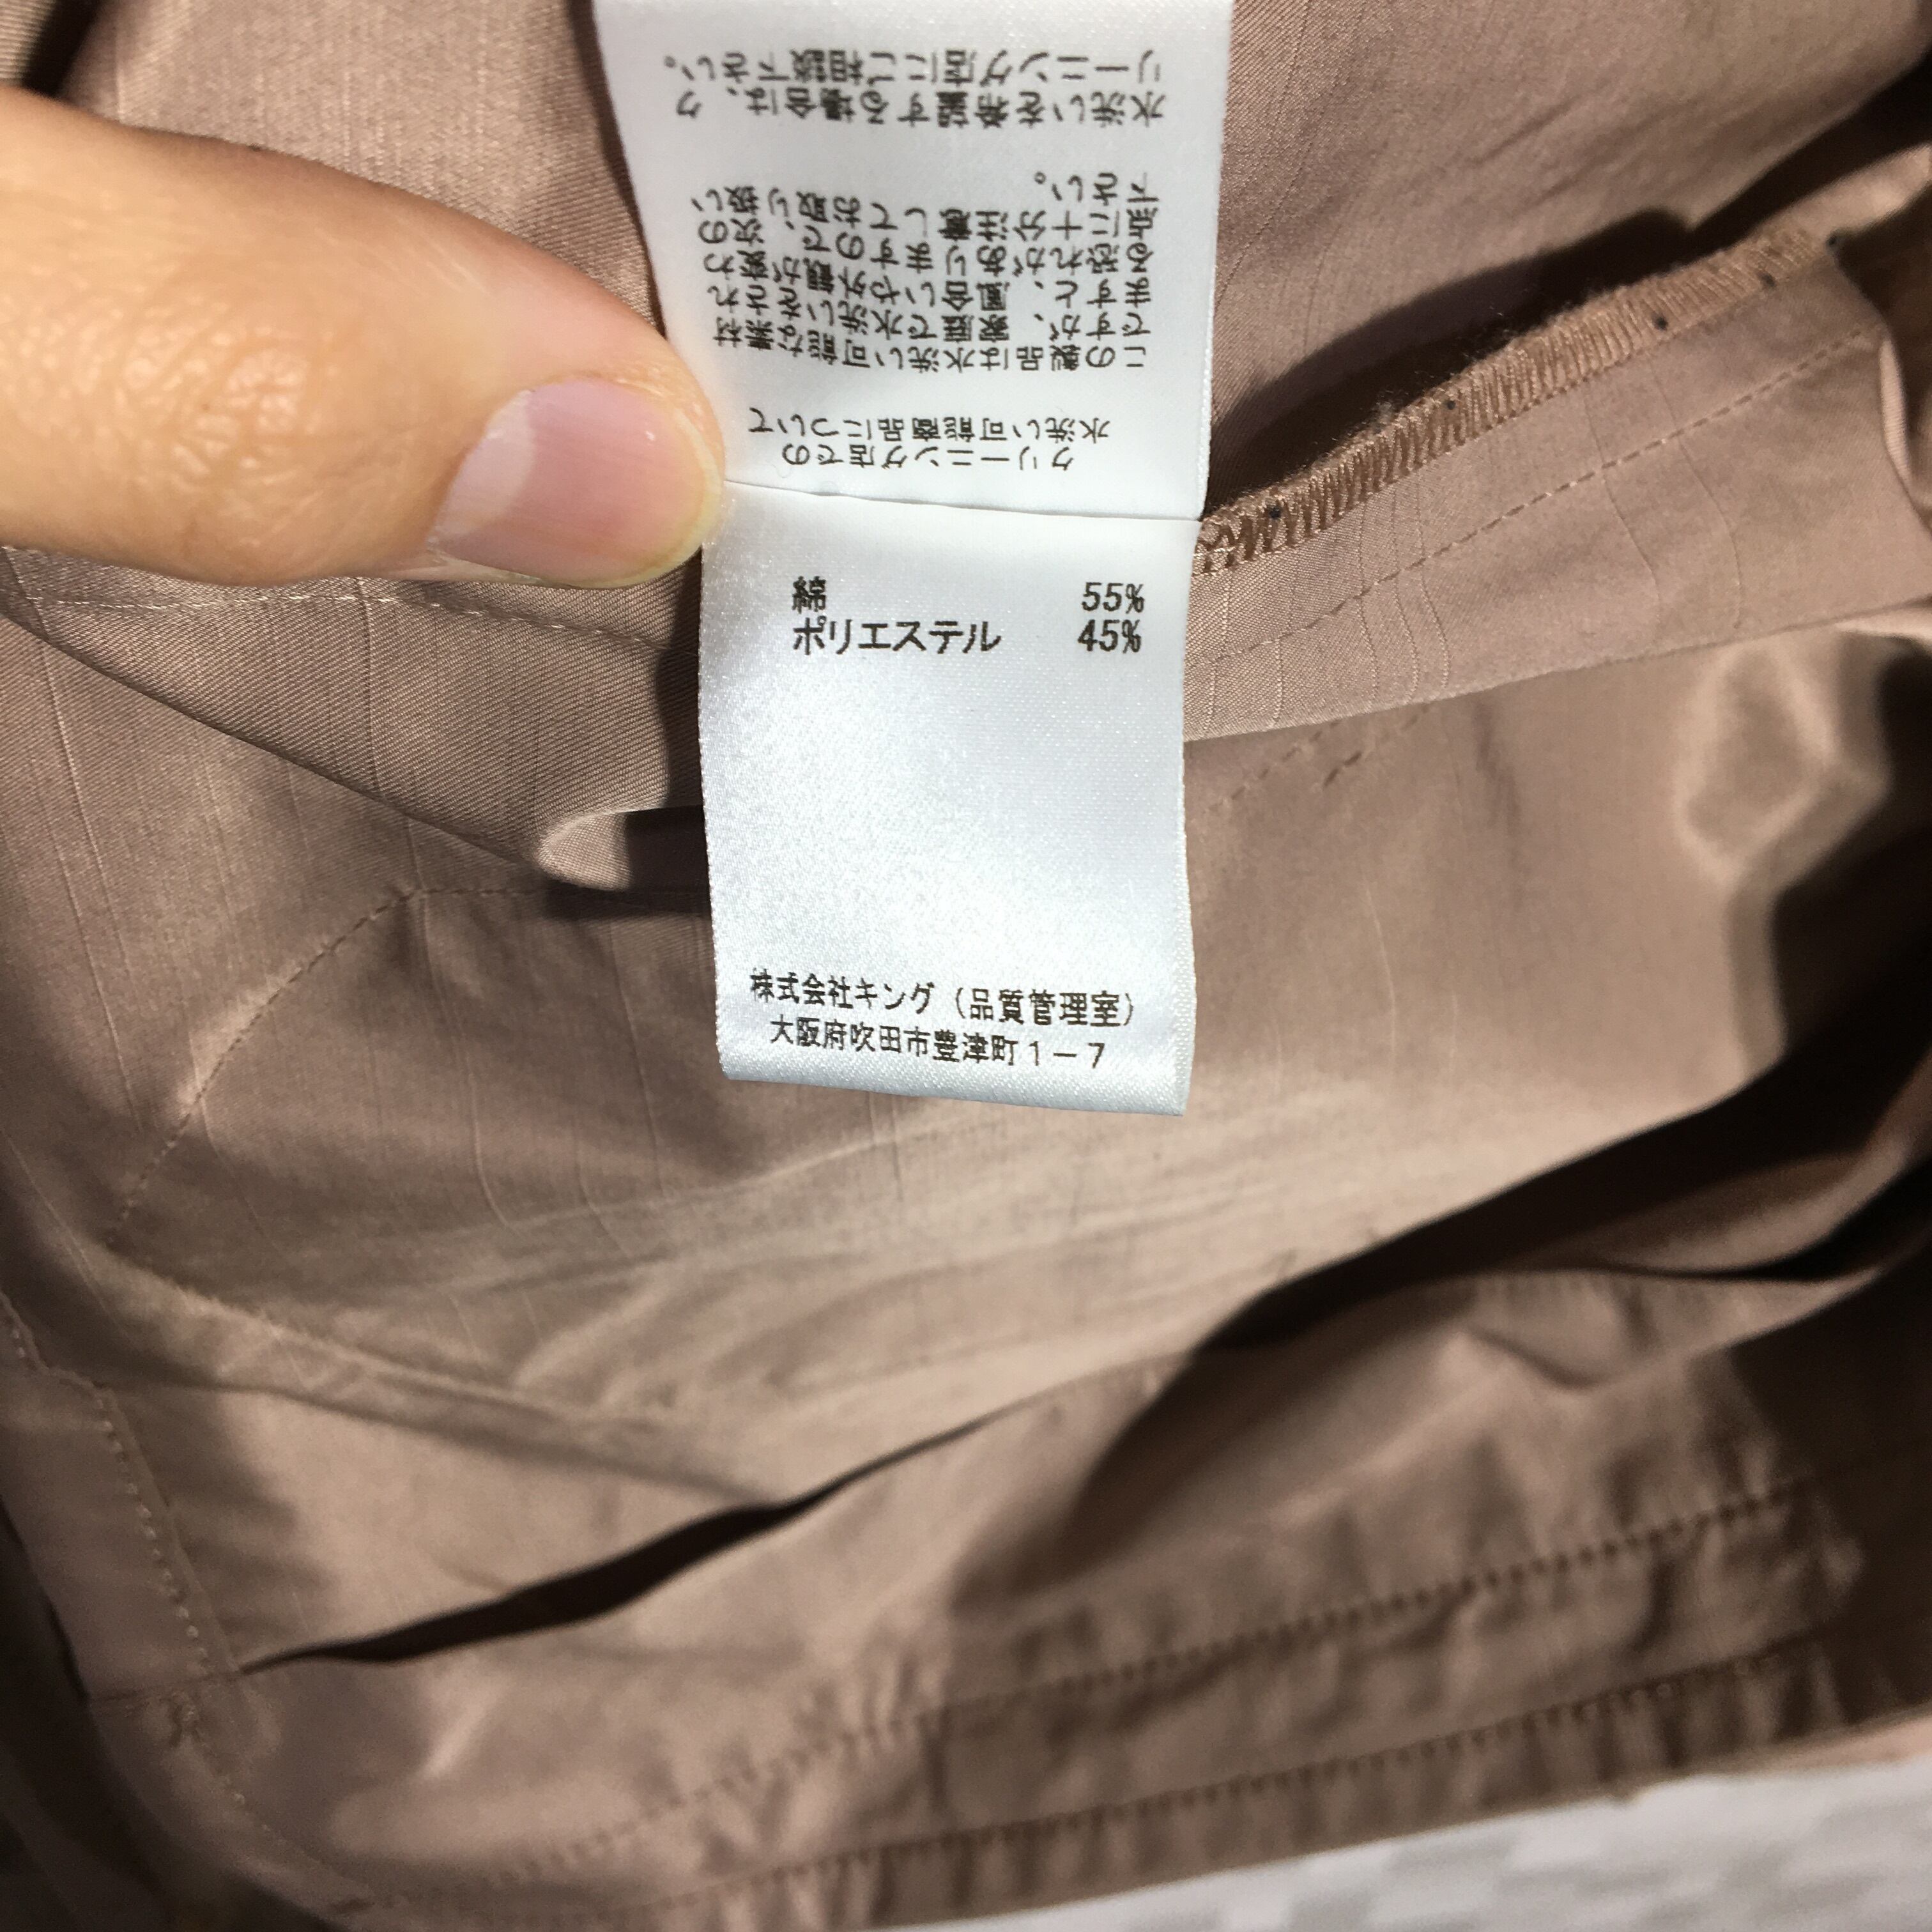 クリーニング店での
水洗い可能商品について
この製品は水洗い可能な素材
ですが、家庭で水洗いされ
ますと、風合いや外観が変わ
る恐れがありますので、次の
点に十分注意してお取り扱い
下さい。
水洗いを希望する場合は、ク
リーニング店にご相談下さい。
綿 55%
ポリエステル 45%
株式会社キング（品質管理室）
大阪府吹田市豊津町1－7